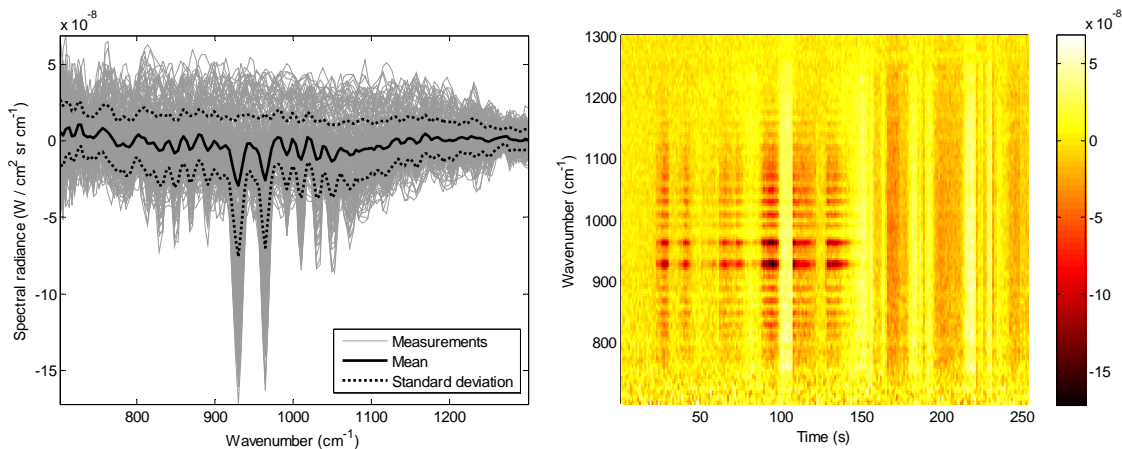 x 10⁻⁸
5
0
-5
-10
-15
Spectral radiance (W / cm² sr cm⁻¹)
800
900
1000
1100
1200
Wavenumber (cm⁻¹)
Measurements
Mean
Standard deviation
1300
1200
1100
1000
900
800
Wavenumber (cm⁻¹)
50
100
150
200
250
Time (s)
x 10⁻⁸
5
0
-5
-10
-15